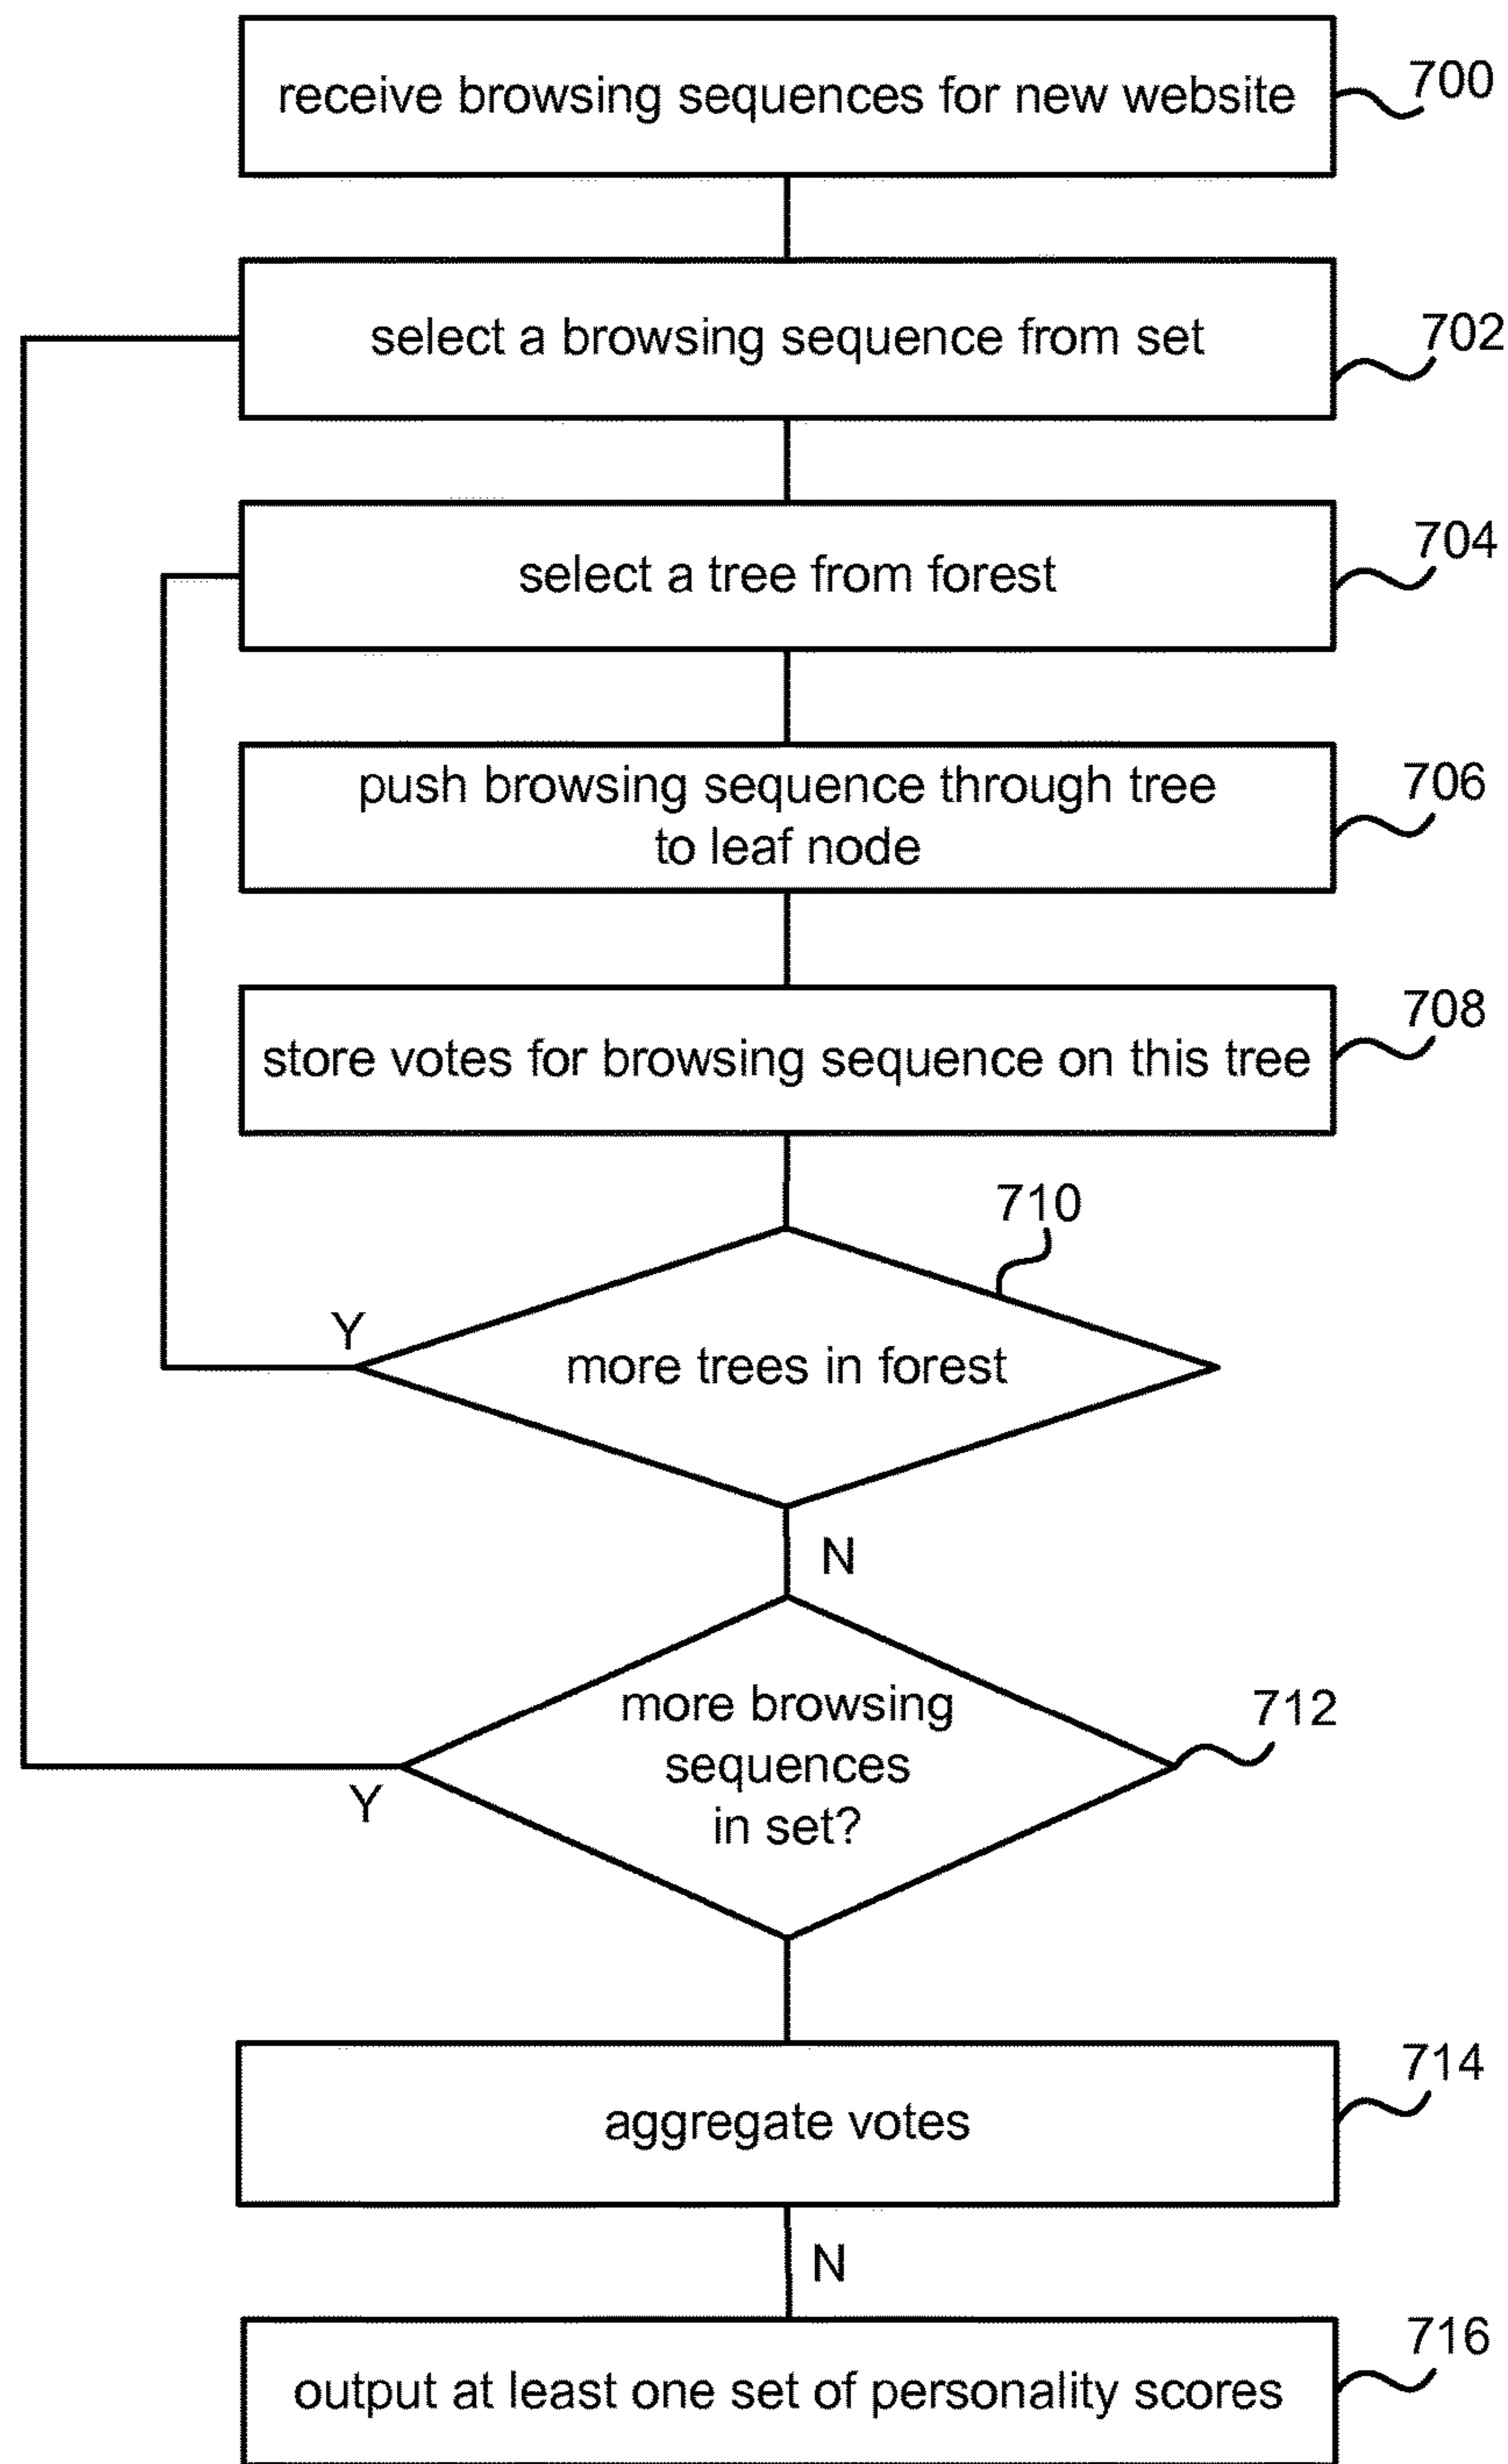 receive browsing sequences for new website
700
select a browsing sequence from set
702
select a tree from forest
704
push browsing sequence through tree
to leaf node
706
store votes for browsing sequence on this tree
708
710
Y
more trees in forest
N
more browsing
sequences
in set?
712
Y
aggregate votes
714
N
output at least one set of personality scores
716